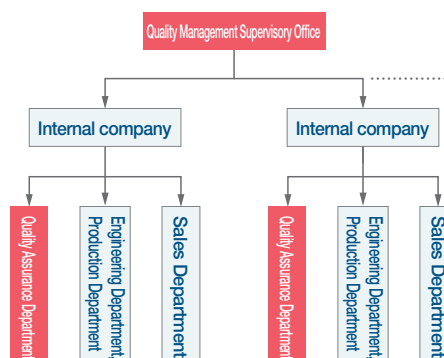 Quality Management Supervisory Office
Internal company
Internal company
Quality Assurance Department
Engineering Department,
Production Department
Sales Department
Quality Assurance Department
Engineering Department,
Production Department
Sales Department